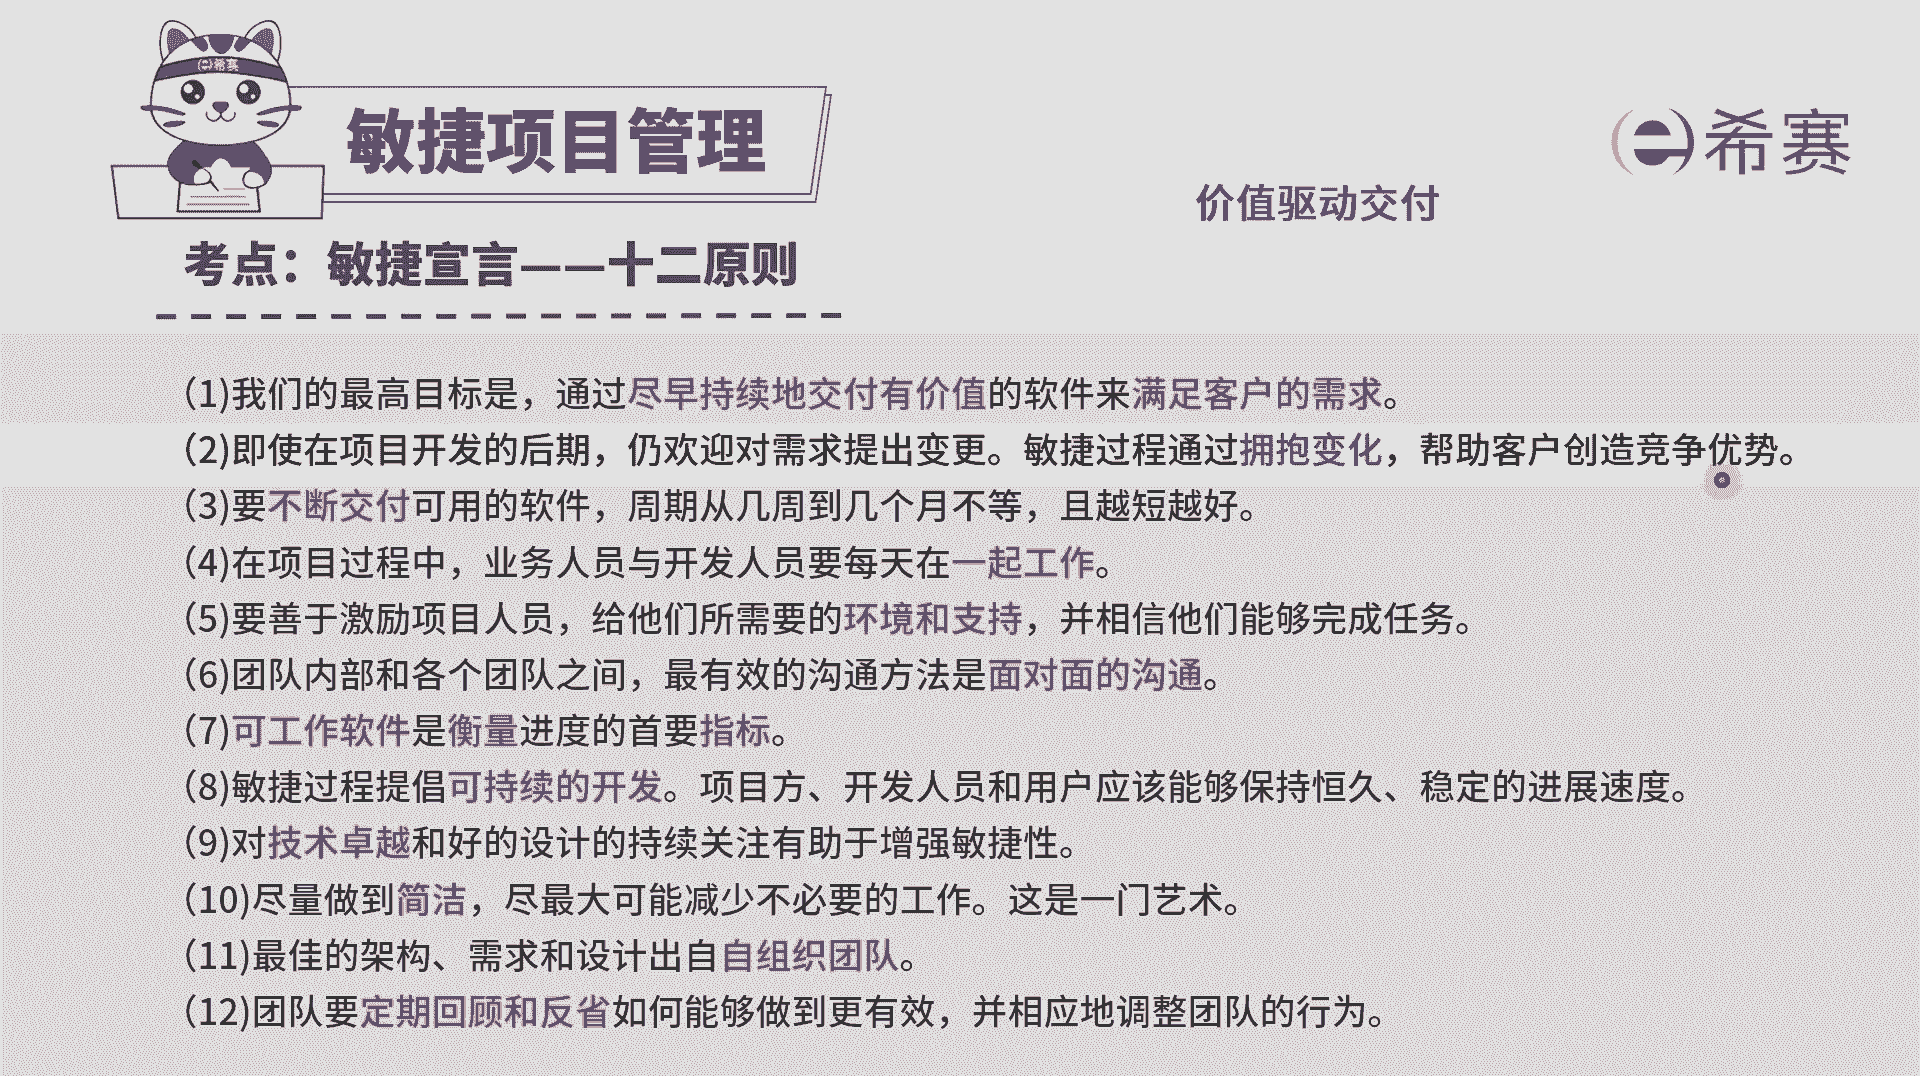 希赛
敏捷项目管理
希赛
价值驱动交付
考点：敏捷宣言——十二原则
(1)我们的最高目标是，通过尽早持续地交付有价值的软件来满足客户的需求。
(2)即使在项目开发的后期，仍欢迎对需求提出变更。敏捷过程通过拥抱变化，帮助客户创造竞争优势。
(3)要不断交付可用的软件，周期从几周到几个月不等，且越短越好。
(4)在项目过程中，业务人员与开发人员要每天在一起工作。
(5)要善于激励项目人员，给他们所需要的环境和支持，并相信他们能够完成任务。
(6)团队内部和各个团队之间，最有效的沟通方法是面对面的沟通。
(7)可工作软件是衡量进度的首要指标。
(8)敏捷过程提倡可持续的开发。项目方、开发人员和用户应该能够保持恒久、稳定的进展速度。
(9)对技术卓越和好的设计的持续关注有助于增强敏捷性。
(10)尽量做到简洁，尽最大可能减少不必要的工作。这是一门艺术。
(11)最佳的架构、需求和设计出自自组织团队。
(12)团队要定期回顾和反省如何能够做到更有效，并相应地调整团队的行为。